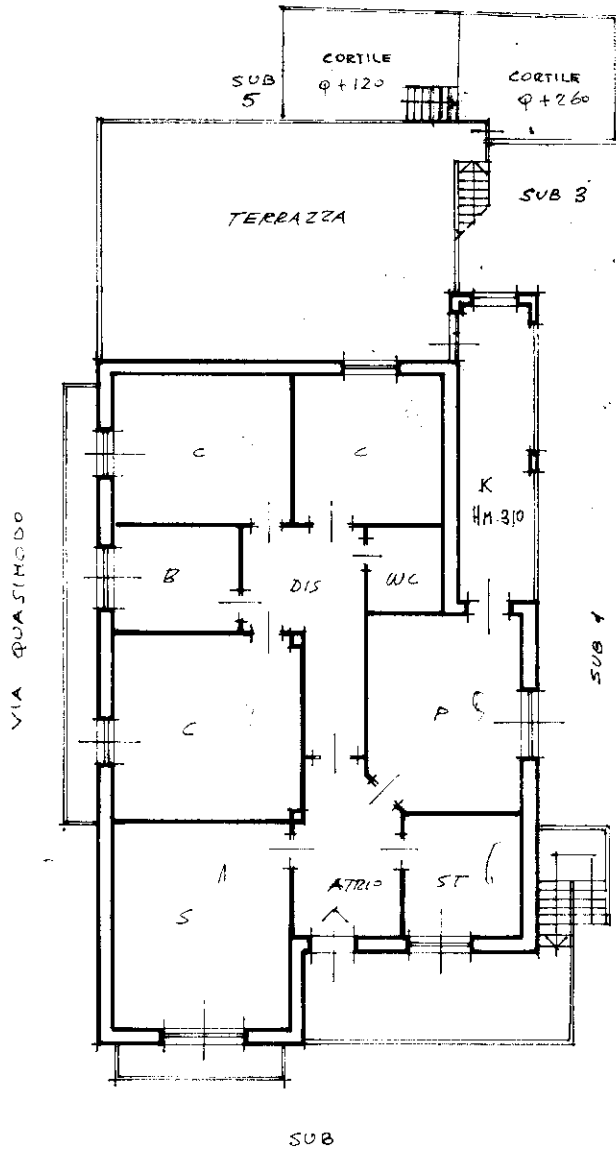 CORTILE
Q+120
CORTILE
Q+260
SUB
5
TERRAZZA
SUB 3
C
C
K
HM. 310
VIA QUASIMODO
B
DIS
WC
SUB 4
C
P
ATRIO
ST
S
SUB